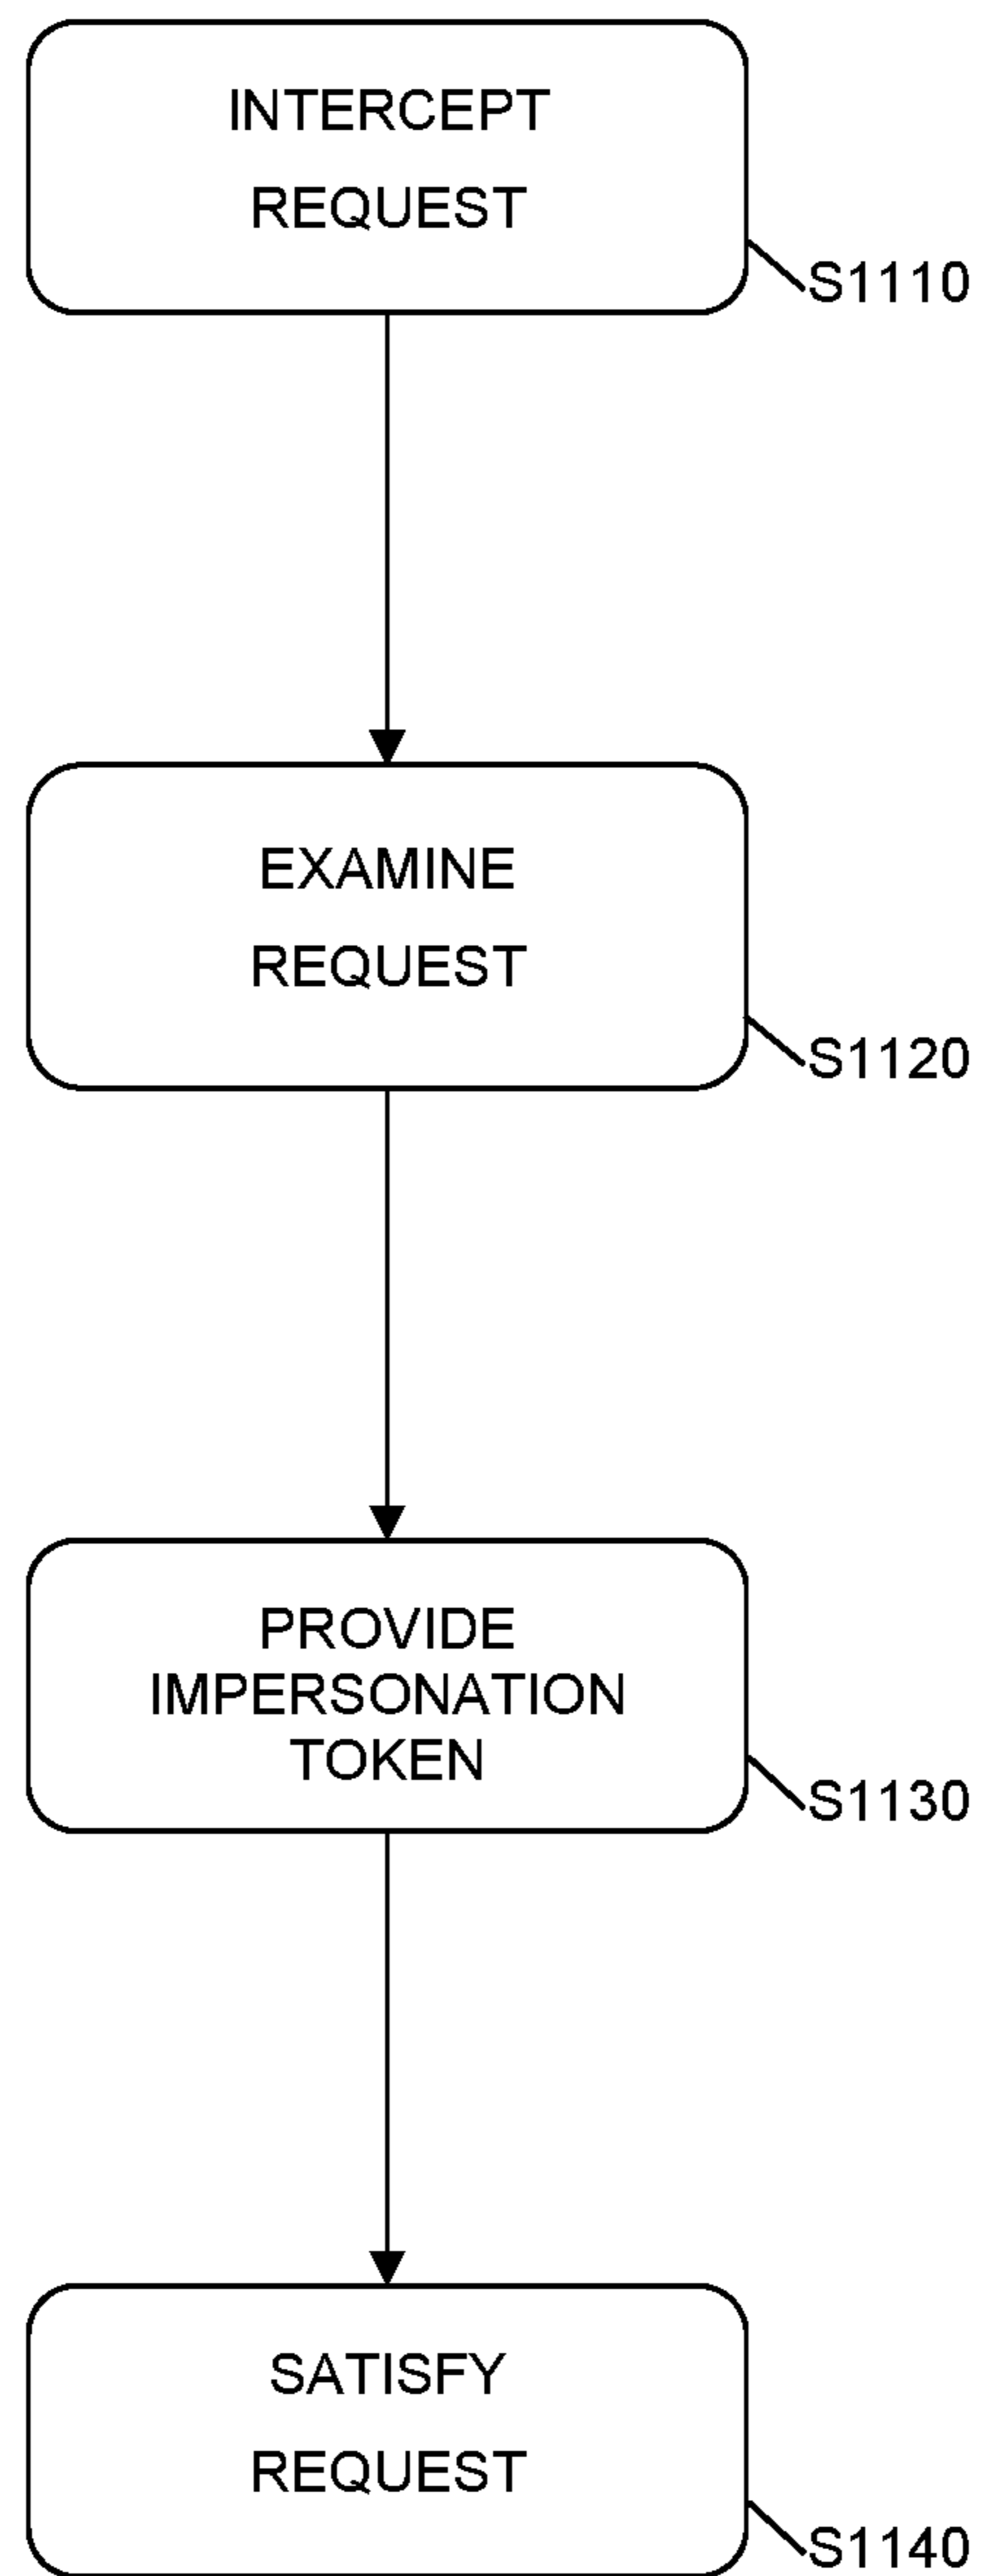 INTERCEPT
REQUEST
S1110
EXAMINE
REQUEST
S1120
PROVIDE
IMPERSONATION
TOKEN
S1130
SATISFY
REQUEST
S1140